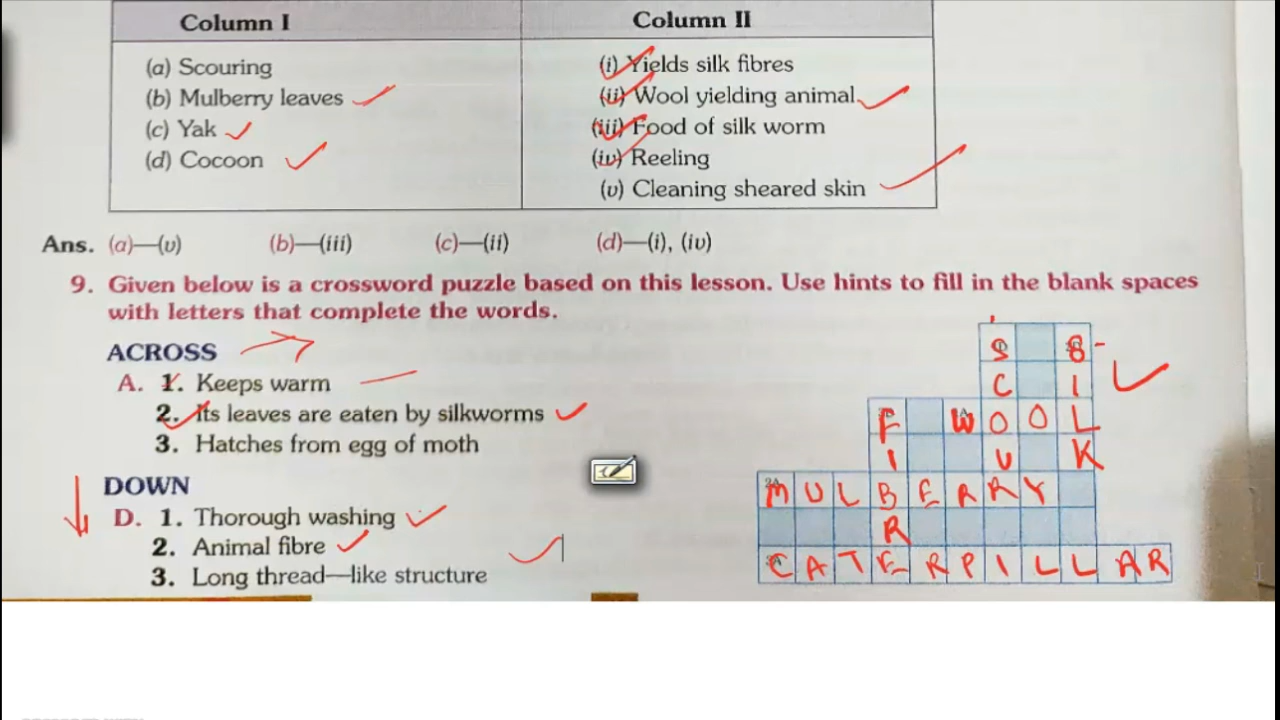 Column I Column II
(a) Scouring (i) Yields silk fibres
(b) Mulberry leaves (ii) Wool yielding animal
(c) Yak (iii) Food of silk worm
(d) Cocoon (iv) Reeling
(v) Cleaning sheared skin
Ans. (a)—(v) (b)—(iii) (c)—(ii) (d)—(i), (iv)
9. Given below is a crossword puzzle based on this lesson. Use hints to fill in the blank spaces
with letters that complete the words.
ACROSS
A. 1. Keeps warm
2. Its leaves are eaten by silkworms
3. Hatches from egg of moth
DOWN
D. 1. Thorough washing
2. Animal fibre
3. Long thread—like structure
S 8
C I
F W O O L
I U K
M U L B E R R Y
R
C A T E R P I L L A R